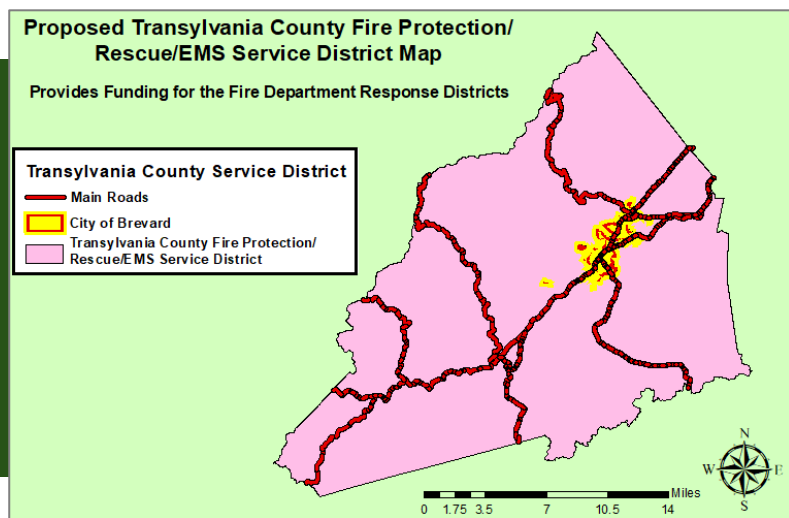 Proposed Transylvania County Fire Protection/
Rescue/EMS Service District Map
Provides Funding for the Fire Department Response Districts
Transylvania County Service District
Main Roads
City of Brevard
Transylvania County Fire Protection/
Rescue/EMS Service District
N
W E
S
Miles
0 1.75 3.5 7 10.5 14